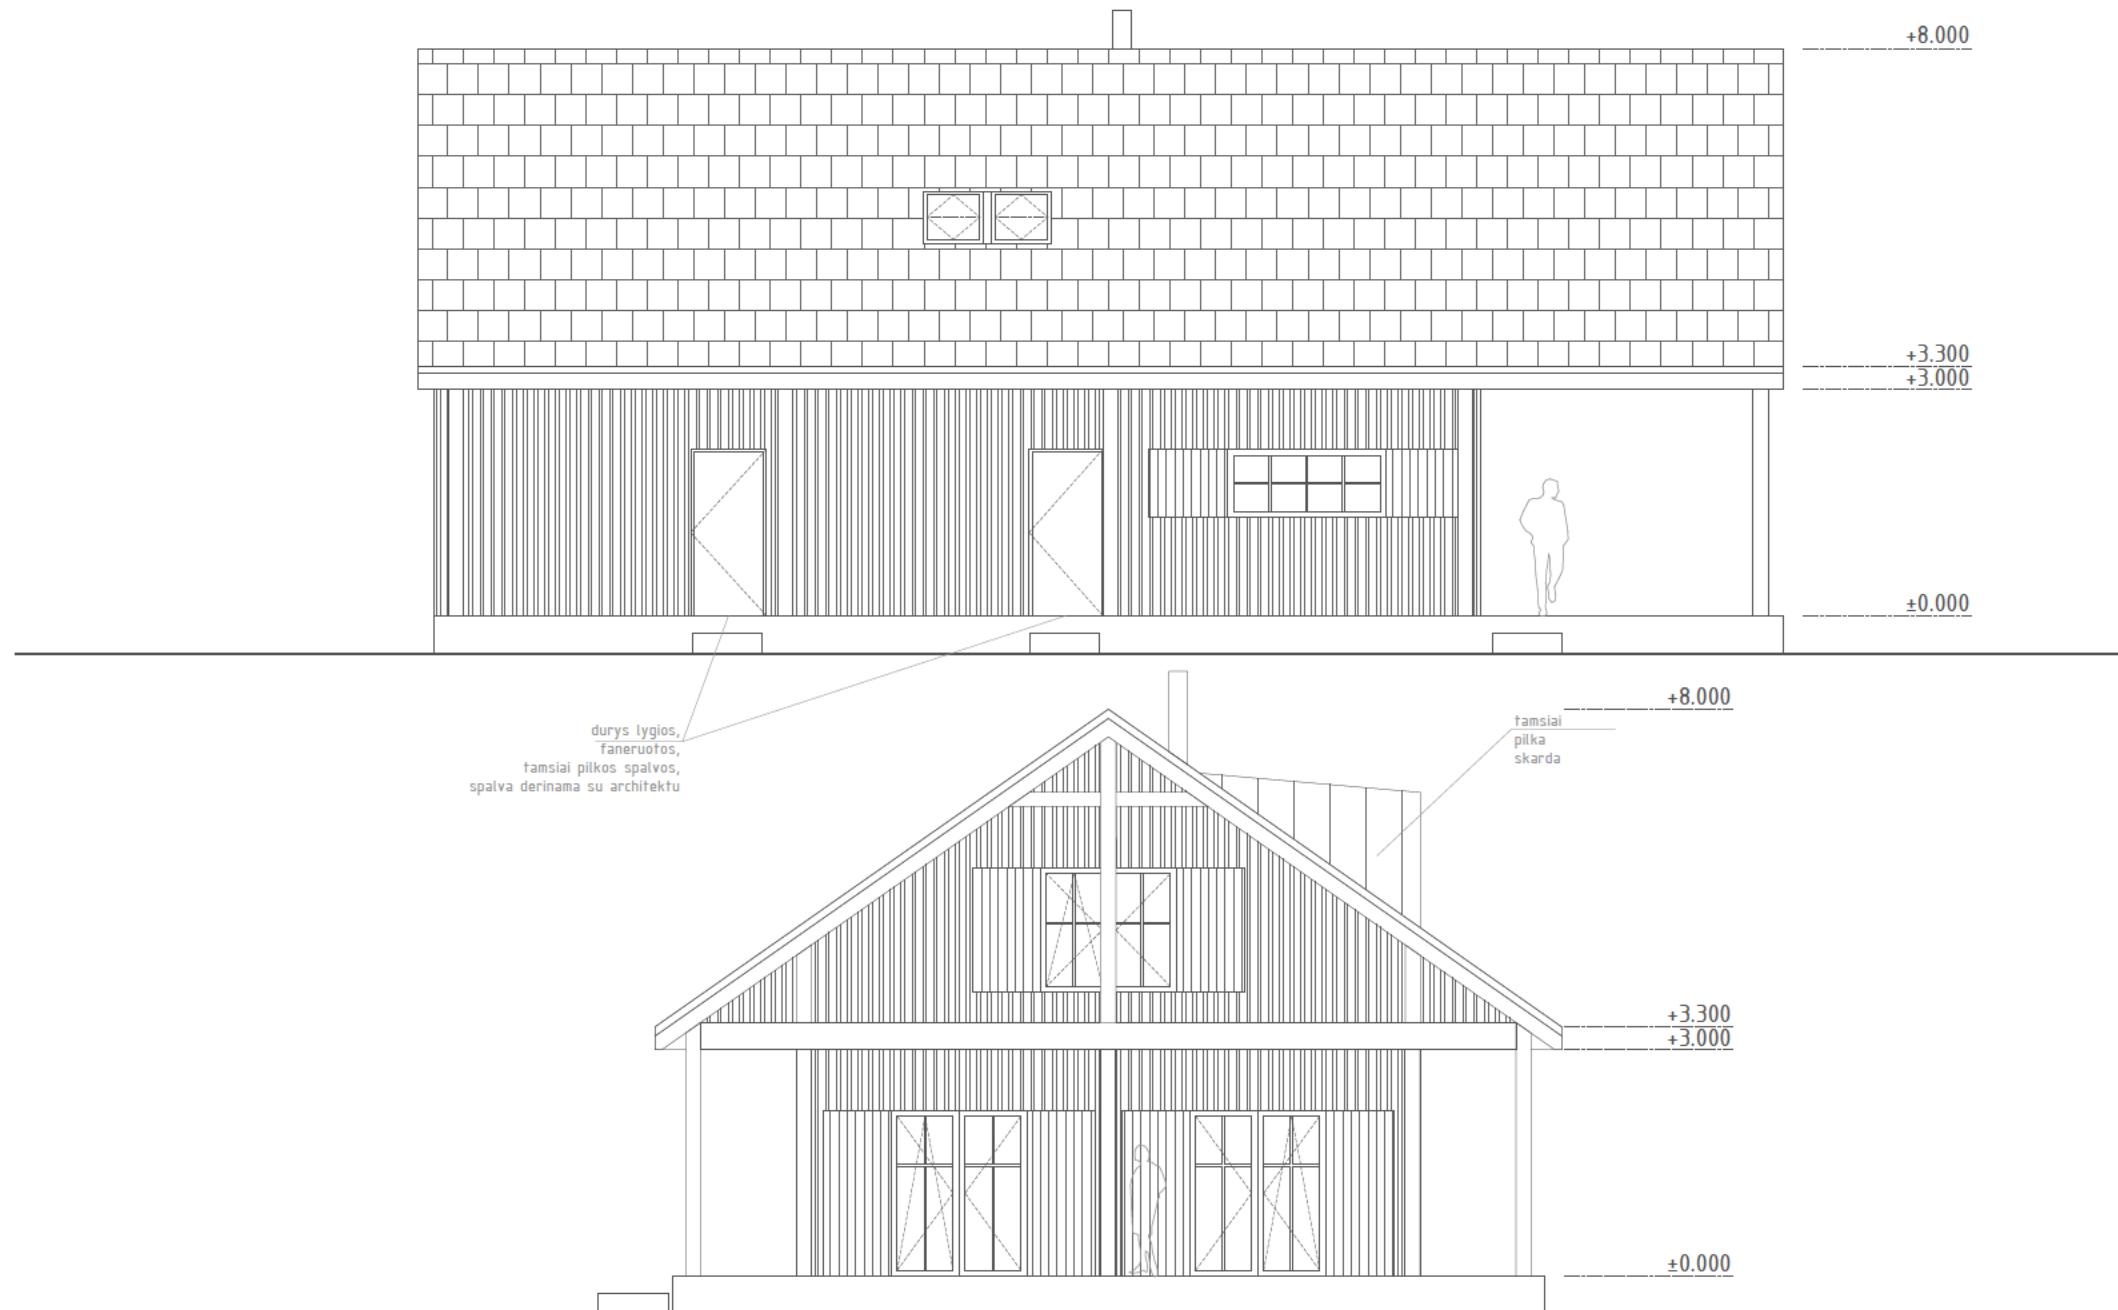 +8.000
+3.300
+3.000
±0.000
durys lygios,
faneruotos,
tamsiai pilkos spalvos,
spalva derinama su architektu
+8.000
tamsiai
pilka
skarda
+3.300
+3.000
±0.000